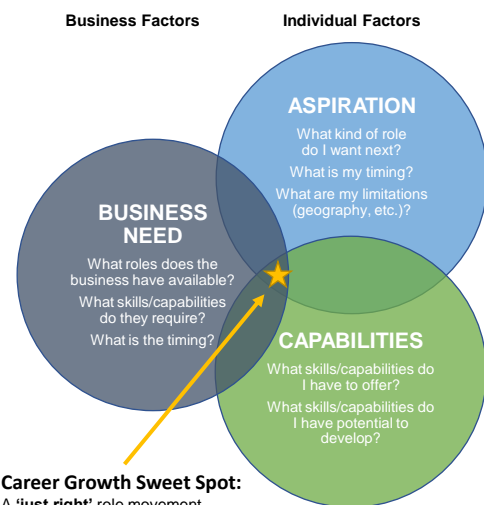 Business Factors
Individual Factors
ASPIRATION
What kind of role
do I want next?
What is my timing?
What are my limitations
(geography, etc.)?
BUSINESS
NEED
What roles does the
business have available?
What skills/capabilities
do they require?
What is the timing?
CAPABILITIES
What skills/capabilities do
I have to offer?
What skills/capabilities do
I have potential to
develop?
Career Growth Sweet Spot:
A 'just right' role movement